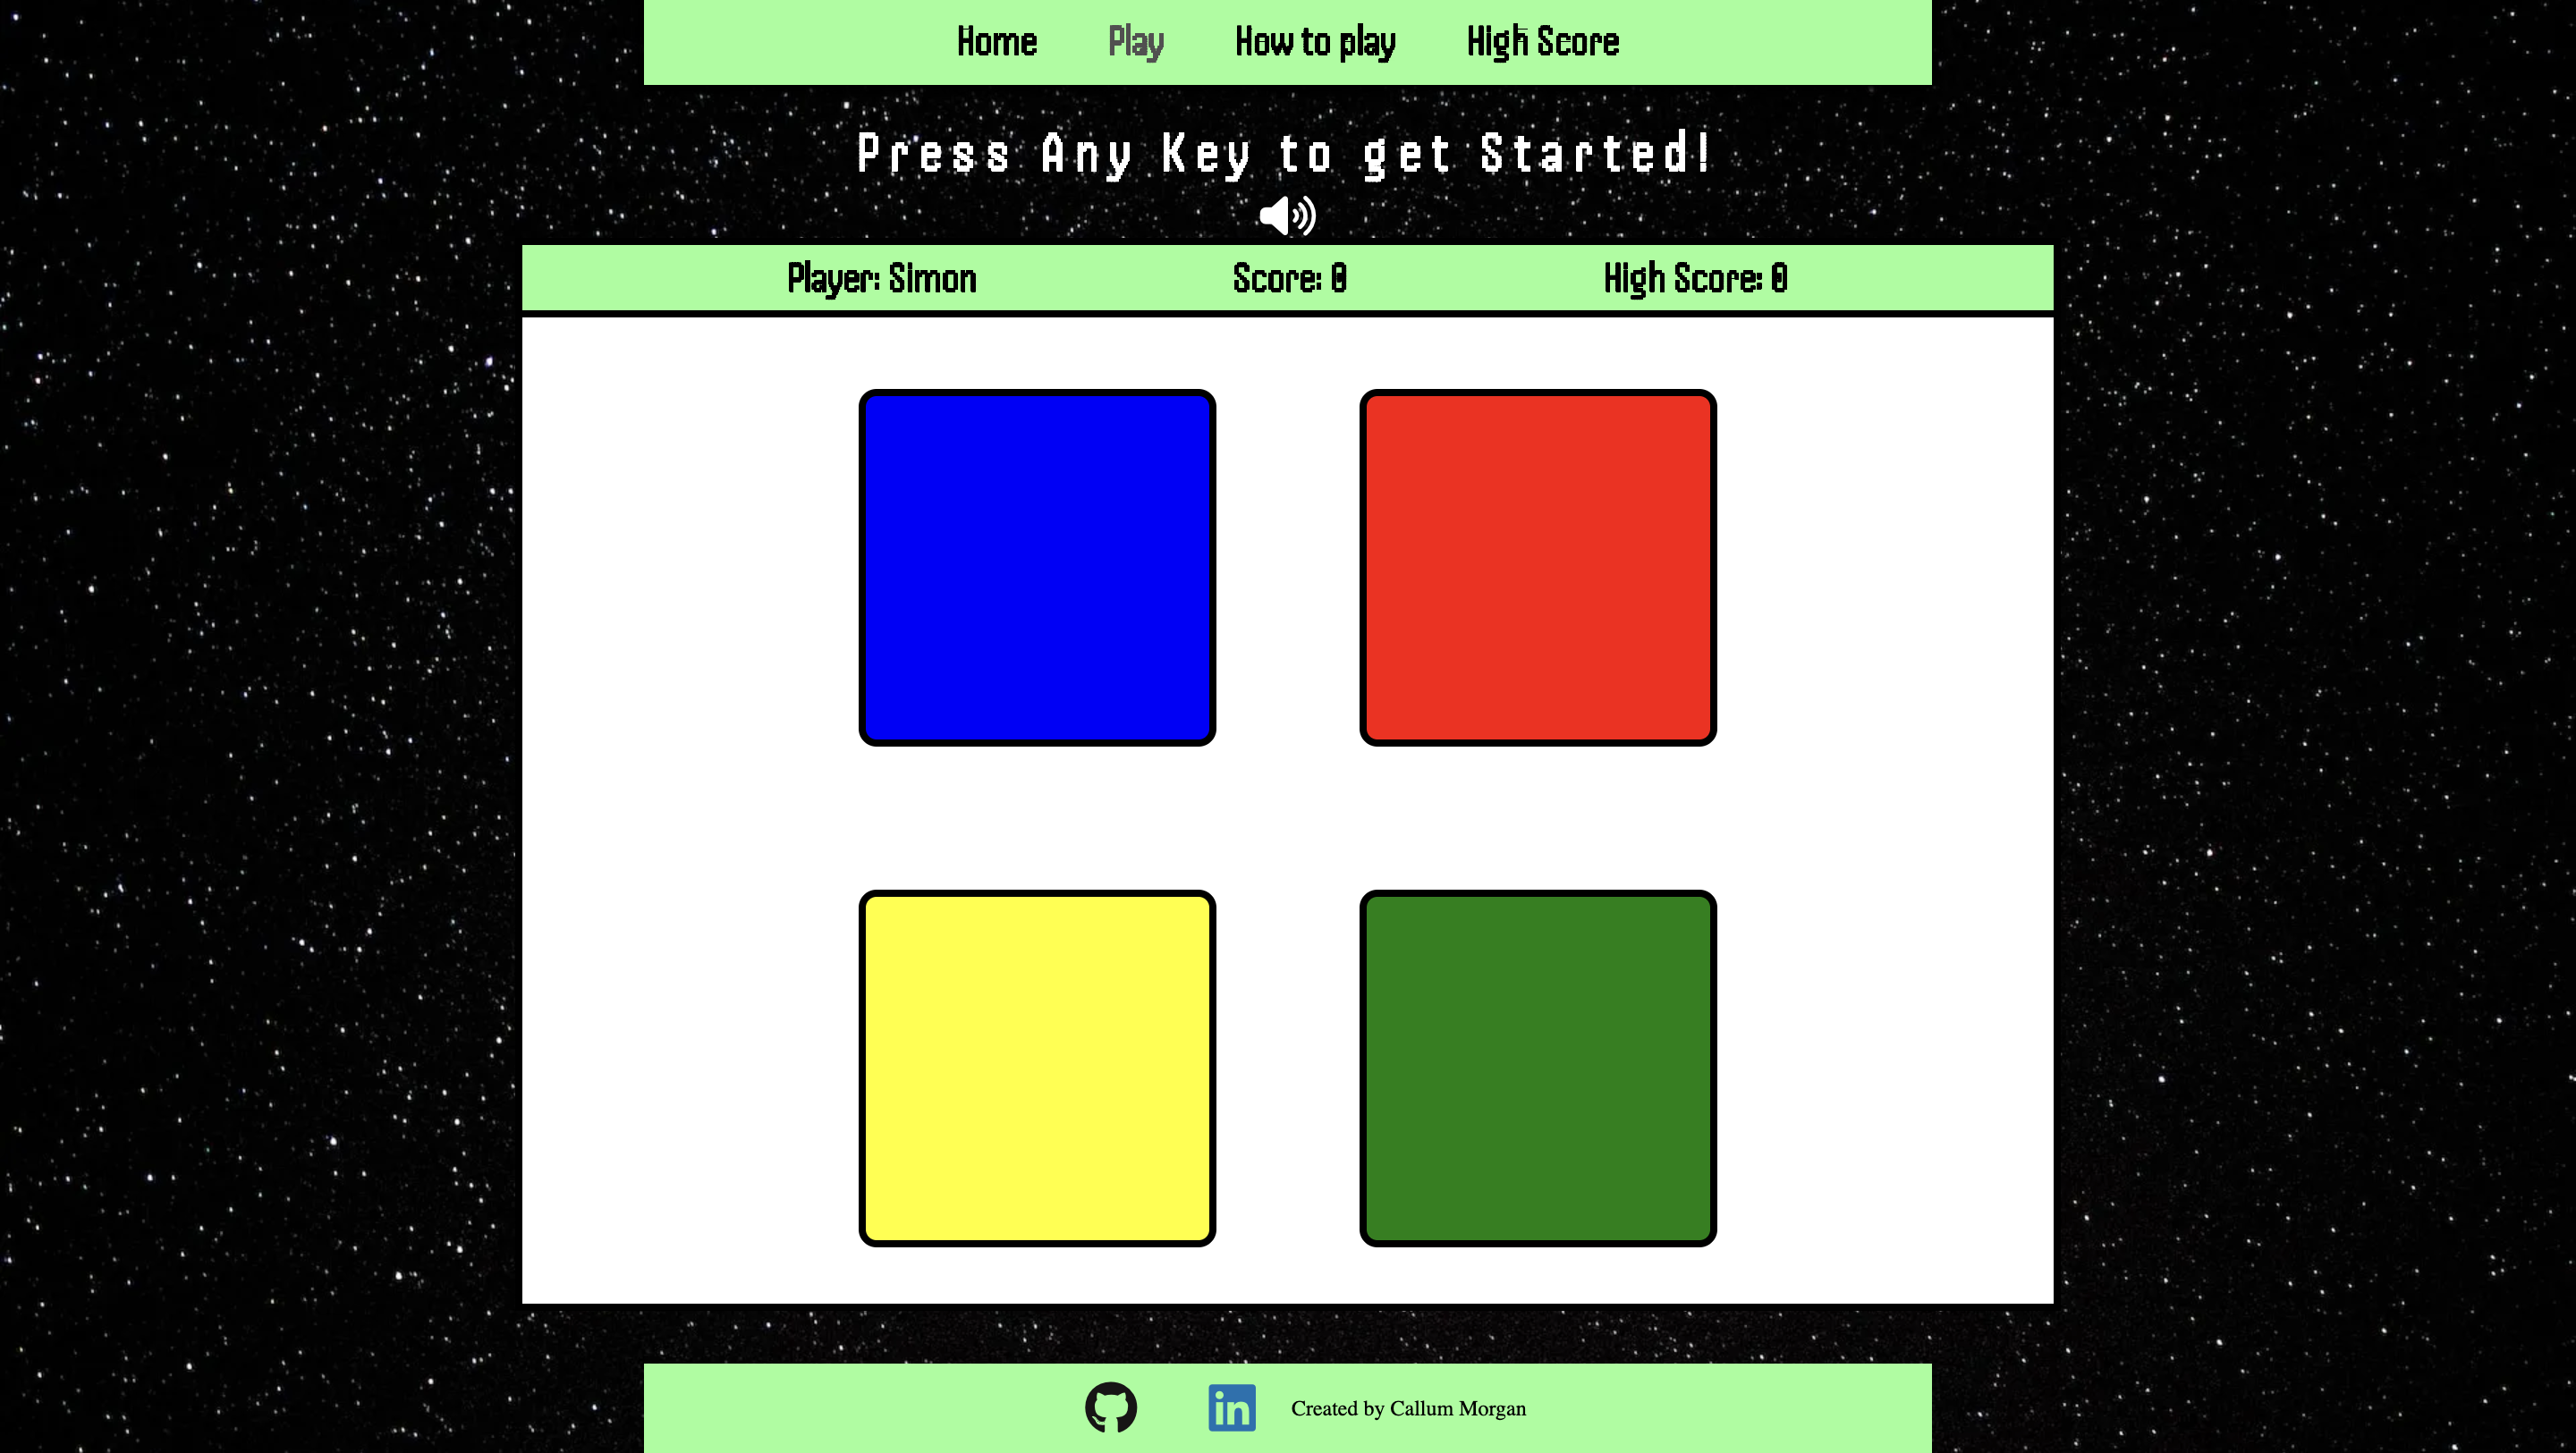 Home Play How to play High Score
Press Any Key to get Started!
Player: Simon Score: 0 High Score: 0
in Created by Callum Morgan